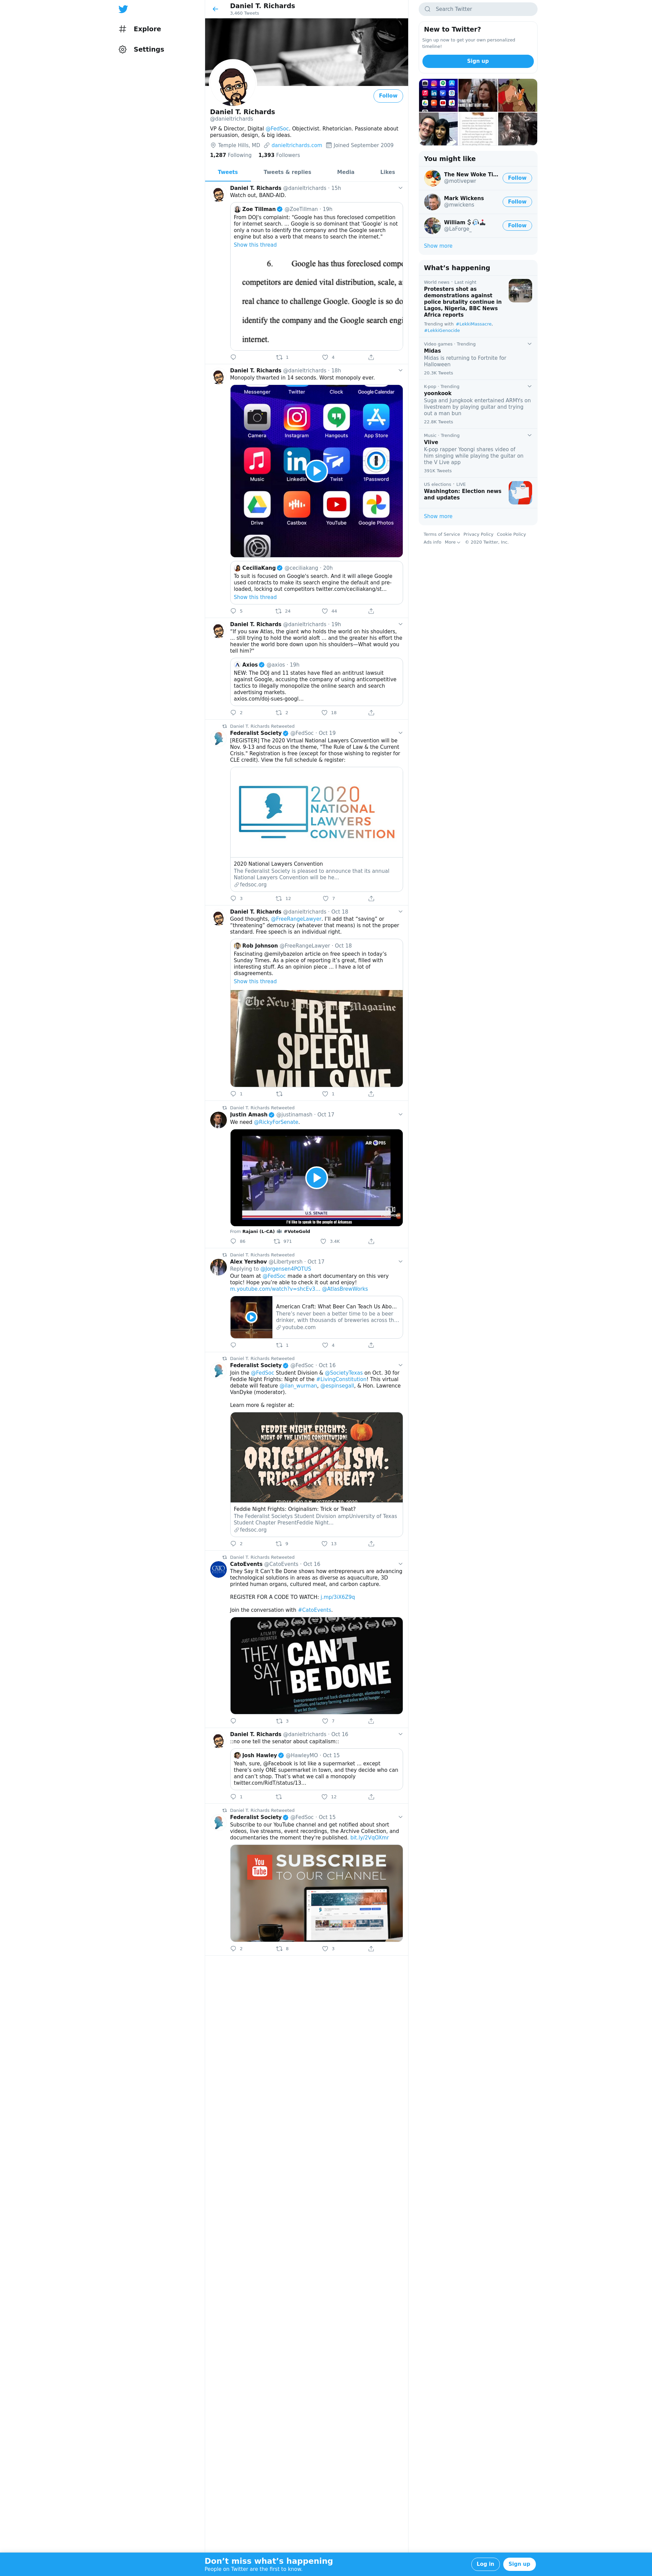 Explore
Settings
Daniel T. Richards
3,460 Tweets
Follow
Daniel T. Richards
@danieltrichards
VP & Director, Digital @FedSoc. Objectivist. Rhetorician. Passionate about
persuasion, design, & big ideas.
Temple Hills, MD danieltrichards.com Joined September 2009
1,287 Following 1,393 Followers
Tweets Tweets & replies Media Likes
Daniel T. Richards @danieltrichards · 15h
Watch out, BAND-AID.
Zoe Tillman @ZoeTillman · 19h
From DOJ's complaint: "Google has thus foreclosed competition
for internet search. ... Google is so dominant that 'Google' is not
only a noun to identify the company and the Google search
engine but also a verb that means to search the internet."
Show this thread
6. Google has thus foreclosed
competitors are denied vital distribution, scale, a
real chance to challenge Google. Google is so do
identify the company and the Google search engi
internet.
1 4
Daniel T. Richards @danieltrichards · 18h
Monopoly thwarted in 14 seconds. Worst monopoly ever.
Messenger Twitter Clock Google Calendar
Camera Instagram Hangouts App Store
Music LinkedIn Twist 1Password
Drive Castbox YouTube Google Photos
CeciliaKang @ceciliakang · 20h
To suit is focused on Google's search. And it will allege Google
used contracts to make its search engine the default and pre-
loaded, locking out competitors twitter.com/ceciliakang/st...
Show this thread
5 24 44
Daniel T. Richards @danieltrichards · 19h
"If you saw Atlas, the giant who holds the world on his shoulders,
... still trying to hold the world aloft ... and the greater his effort the
heavier the world bore down upon his shoulders—What would you
tell him?"
Axios @axios · 19h
NEW: The DOJ and 11 states have filed an antitrust lawsuit
against Google, accusing the company of using anticompetitive
tactics to illegally monopolize the online search and search
advertising markets.
axios.com/doj-sues-googl...
2 2 18
Daniel T. Richards Retweeted
Federalist Society @FedSoc · Oct 19
[REGISTER] The 2020 Virtual National Lawyers Convention will be
Nov. 9-13 and focus on the theme, "The Rule of Law & the Current
Crisis." Registration is free (except for those wishing to register for
CLE credit). View the full schedule & register:
2020
NATIONAL
LAWYERS
CONVENTION
2020 National Lawyers Convention
The Federalist Society is pleased to announce that its annual
National Lawyers Convention will be he...
fedsoc.org
3 12 7
Daniel T. Richards @danieltrichards · Oct 18
Good thoughts, @FreeRangeLawyer. I'll add that "saving" or
"threatening" democracy (whatever that means) is not the proper
standard. Free speech is an individual right.
Rob Johnson @FreeRangeLawyer · Oct 18
Fascinating @emilybazelon article on free speech in today's
Sunday Times. As a piece of reporting it's great, filled with
interesting stuff. As an opinion piece ... I have a lot of
disagreements.
Show this thread
FREE
SPEECH
WILL SAVE
1 1
Daniel T. Richards Retweeted
Justin Amash @justinamash · Oct 17
We need @RickyForSenate.
AR PBS
U.S. SENATE
I'd like to speak to the people of Arkansas
From Rajani (L-CA) #VoteGold
96 971 3.4K
Daniel T. Richards Retweeted
Alex Yershov @Libertyersh · Oct 17
Replying to @Jorgensen4POTUS
Our team at @FedSoc made a short documentary on this very
topic! Hope you're able to check it out and enjoy!
m.youtube.com/watch?v=shcEv3... @AtlasBrewWorks
American Craft: What Beer Can Teach Us Abo...
There's never been a better time to be a beer
drinker, with thousands of breweries across th...
youtube.com
1 4
Daniel T. Richards Retweeted
Federalist Society @FedSoc · Oct 16
Join the @FedSoc Student Division & @SocietyTexas on Oct. 30 for
Feddie Night Frights: Night of the #LivingConstitution! This virtual
debate will feature @ilan_wurman, @espinsegall, & Hon. Lawrence
VanDyke (moderator).
Learn more & register at:
FEDDIE NIGHT FRIGHTS:
NIGHT OF THE LIVING CONSTITUTION!
ORIGINALISM:
TRICK OR TREAT?
Feddie Night Frights: Originalism: Trick or Treat?
The Federalist Societys Student Division ampUniversity of Texas
Student Chapter PresentFeddie Night...
fedsoc.org
2 6 13
Daniel T. Richards Retweeted
CatoEvents @CatoEvents · Oct 16
They Say It Can't Be Done shows how entrepreneurs are advancing
technological solutions in areas as diverse as aquaculture, 3D
printed human organs, cultured meat, and carbon capture.
REGISTER FOR A CODE TO WATCH: j.mp/3iX6Z9q
Join the conversation with #CatoEvents.
THEY
SAY
IT
CAN'T
BE DONE
3 7
Daniel T. Richards @danieltrichards · Oct 16
::no one tell the senator about capitalism::
Josh Hawley @HawleyMO · Oct 15
Yeah, sure, @Facebook is lot like a supermarket ... except
there's only ONE supermarket in town, and they decide who can
and can't shop. That's what we call a monopoly
twitter.com/RidT/status/13...
1 12
Daniel T. Richards Retweeted
Federalist Society @FedSoc · Oct 15
Subscribe to our YouTube channel and get notified about short
videos, live streams, event recordings, the Archive Collection, and
documentaries the moment they're published. bit.ly/2VqOXmr
You
Tube
SUBSCRIBE
TO OUR CHANNEL
2 6 3
Search Twitter
New to Twitter?
Sign up now to get your own personalized
timeline!
Sign up
You might like
The New Woke Ti...
@motivepwr
Follow
Mark Wickens
@mwickens
Follow
William
@LaForge_
Follow
Show more
What's happening
World news · Last night
Protesters shot as
demonstrations against
police brutality continue in
Lagos, Nigeria, BBC News
Africa reports
Trending with #LekkiMassacre,
#LekkiGenocide
Video games · Trending
Midas
Midas is returning to Fortnite for
Halloween
20.3K Tweets
K-pop · Trending
yoonkook
Suga and Jungkook entertained ARMYs on
livestream by playing guitar and trying
out a man bun
22.8K Tweets
Music · Trending
Vlive
K-pop rapper Yoongi shares video of
him singing while playing the guitar on
the V Live app
391K Tweets
US elections · LIVE
Washington: Election news
and updates
Show more
Terms of Service Privacy Policy Cookie Policy
Ads info More © 2020 Twitter, Inc.
Don't miss what's happening
People on Twitter are the first to know.
Log in Sign up